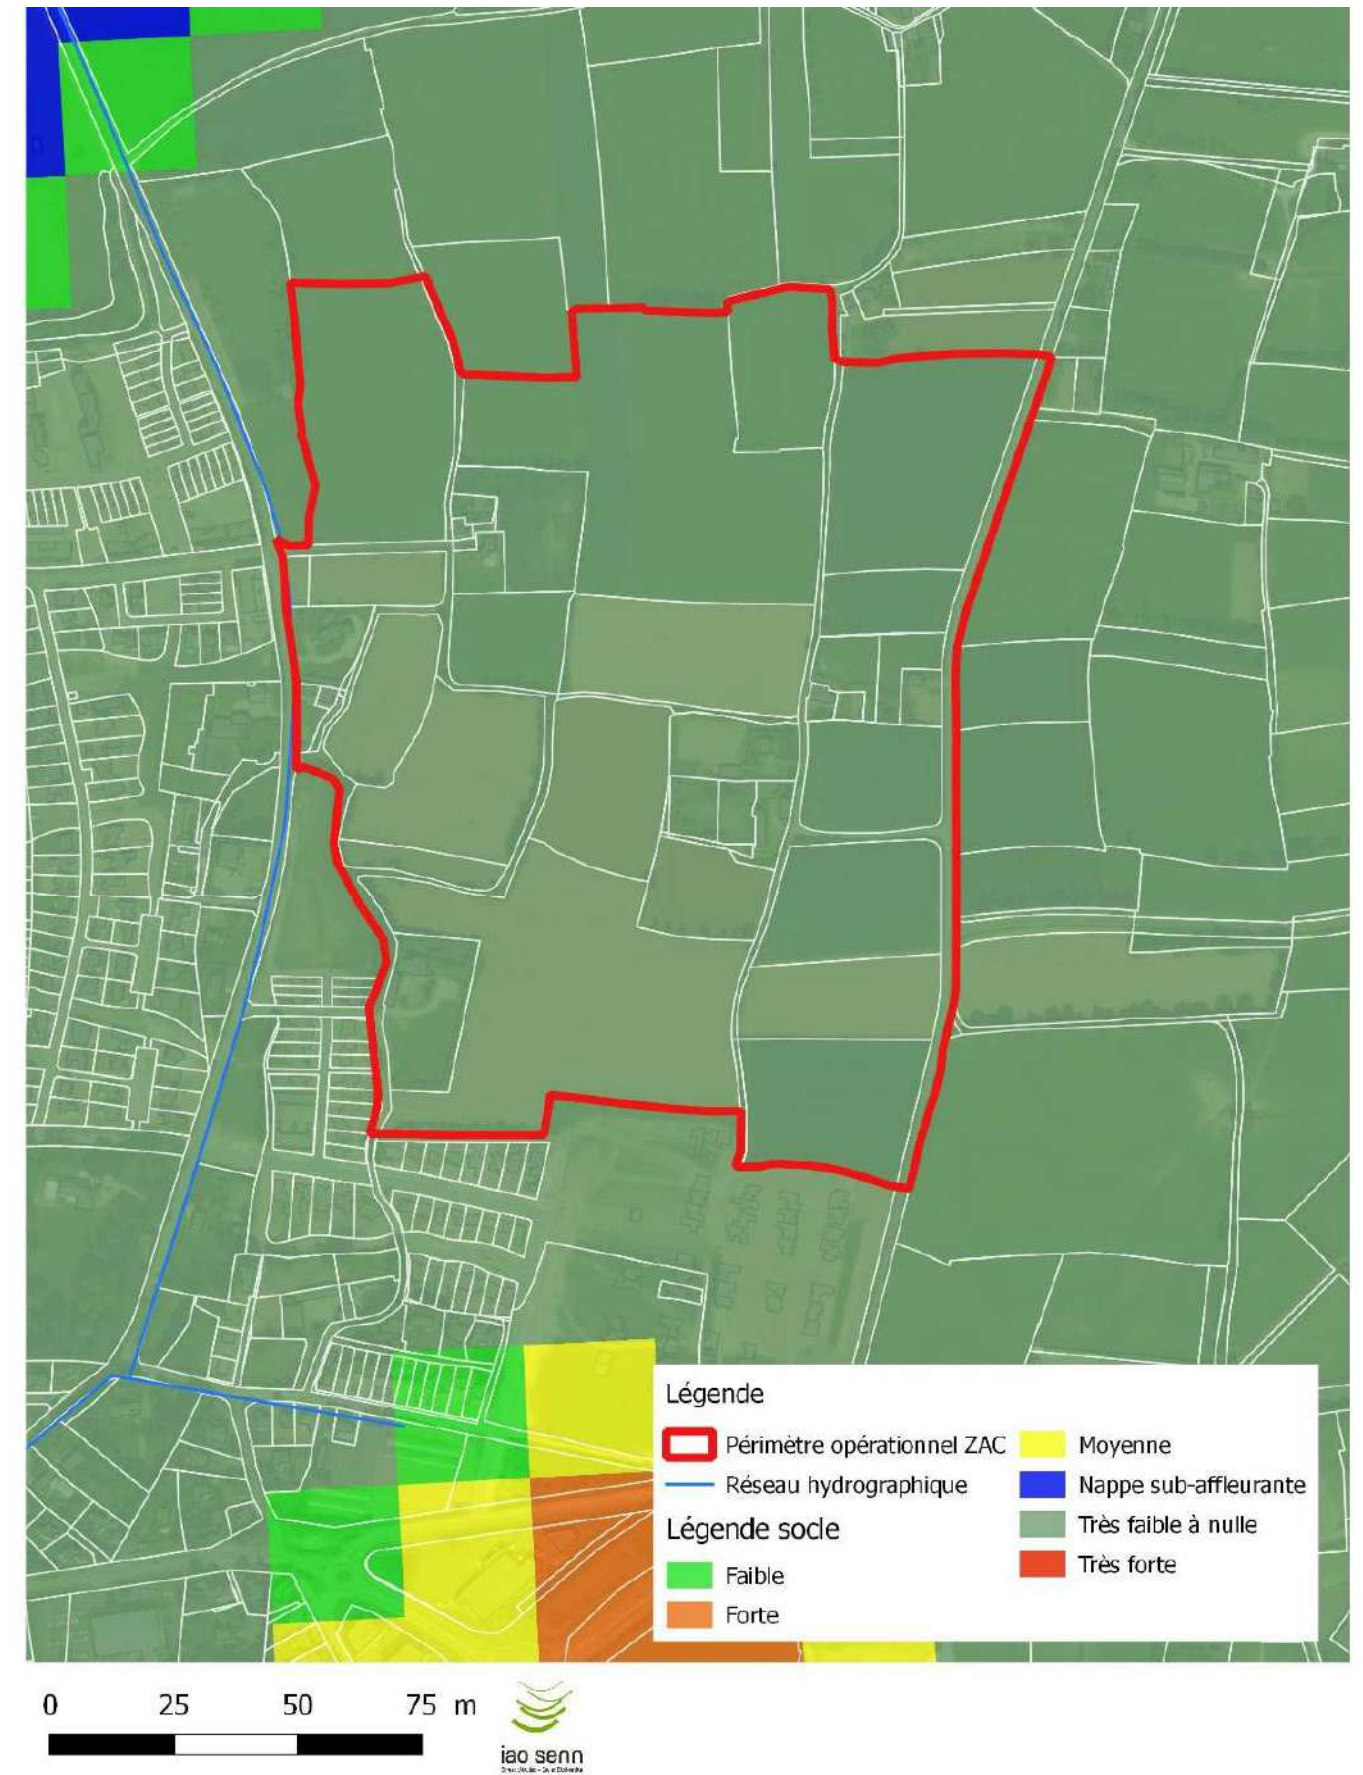 Légende
Périmètre opérationnel ZAC
Réseau hydrographique
Légende socle
Faible
Forte
Moyenne
Nappe sub-affleurante
Très faible à nulle
Très forte
0 25 50 75 m
iao senn